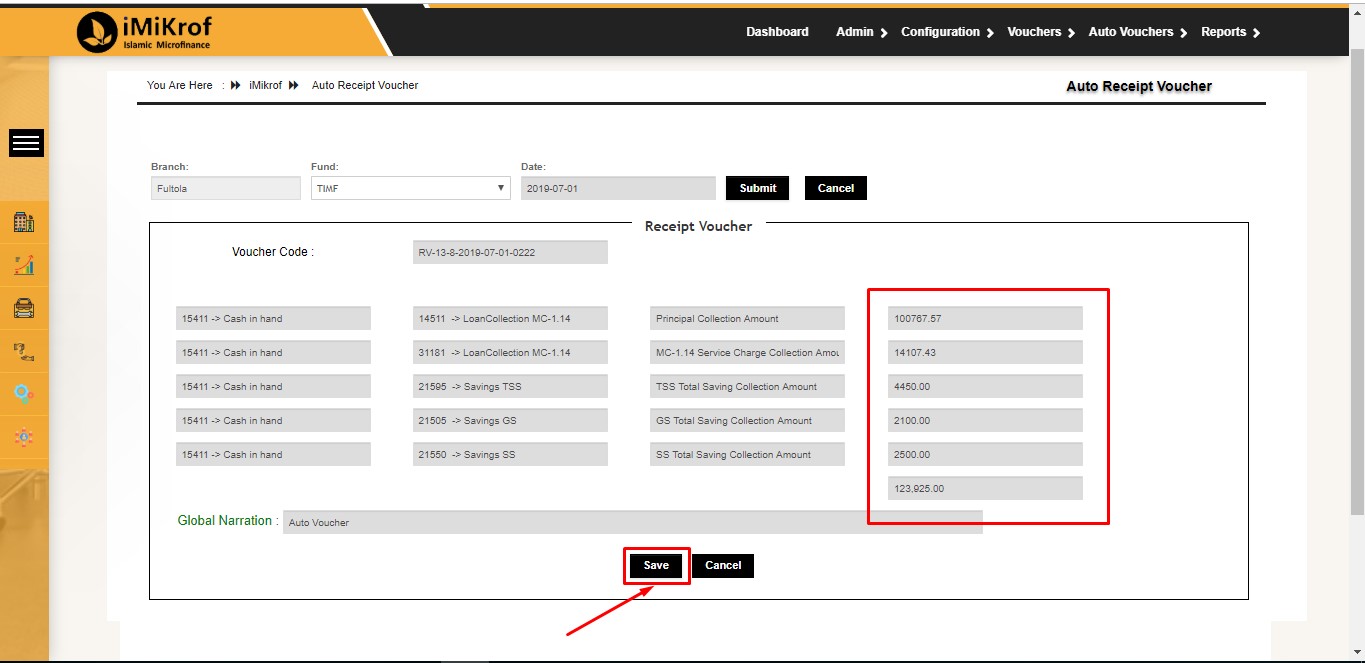 iMiKrof
Islamic Microfinance
Dashboard Admin Configuration Vouchers Auto Vouchers Reports
You Are Here : iMikrof Auto Receipt Voucher Auto Receipt Voucher
Branch: Fund: Date:
Fultola TIMF 2019-07-01 Submit Cancel
Receipt Voucher
Voucher Code : RV-13-8-2019-07-01-0222
15411 -> Cash in hand 14511 -> LoanCollection MC-1.14 Principal Collection Amount 100767.57
15411 -> Cash in hand 31181 -> LoanCollection MC-1.14 MC-1.14 Service Charge Collection Amou 14107.43
15411 -> Cash in hand 21595 -> Savings TSS TSS Total Saving Collection Amount 4450.00
15411 -> Cash in hand 21505 -> Savings GS GS Total Saving Collection Amount 2100.00
15411 -> Cash in hand 21550 -> Savings SS SS Total Saving Collection Amount 2500.00
123,925.00
Global Narration : Auto Voucher
Save Cancel